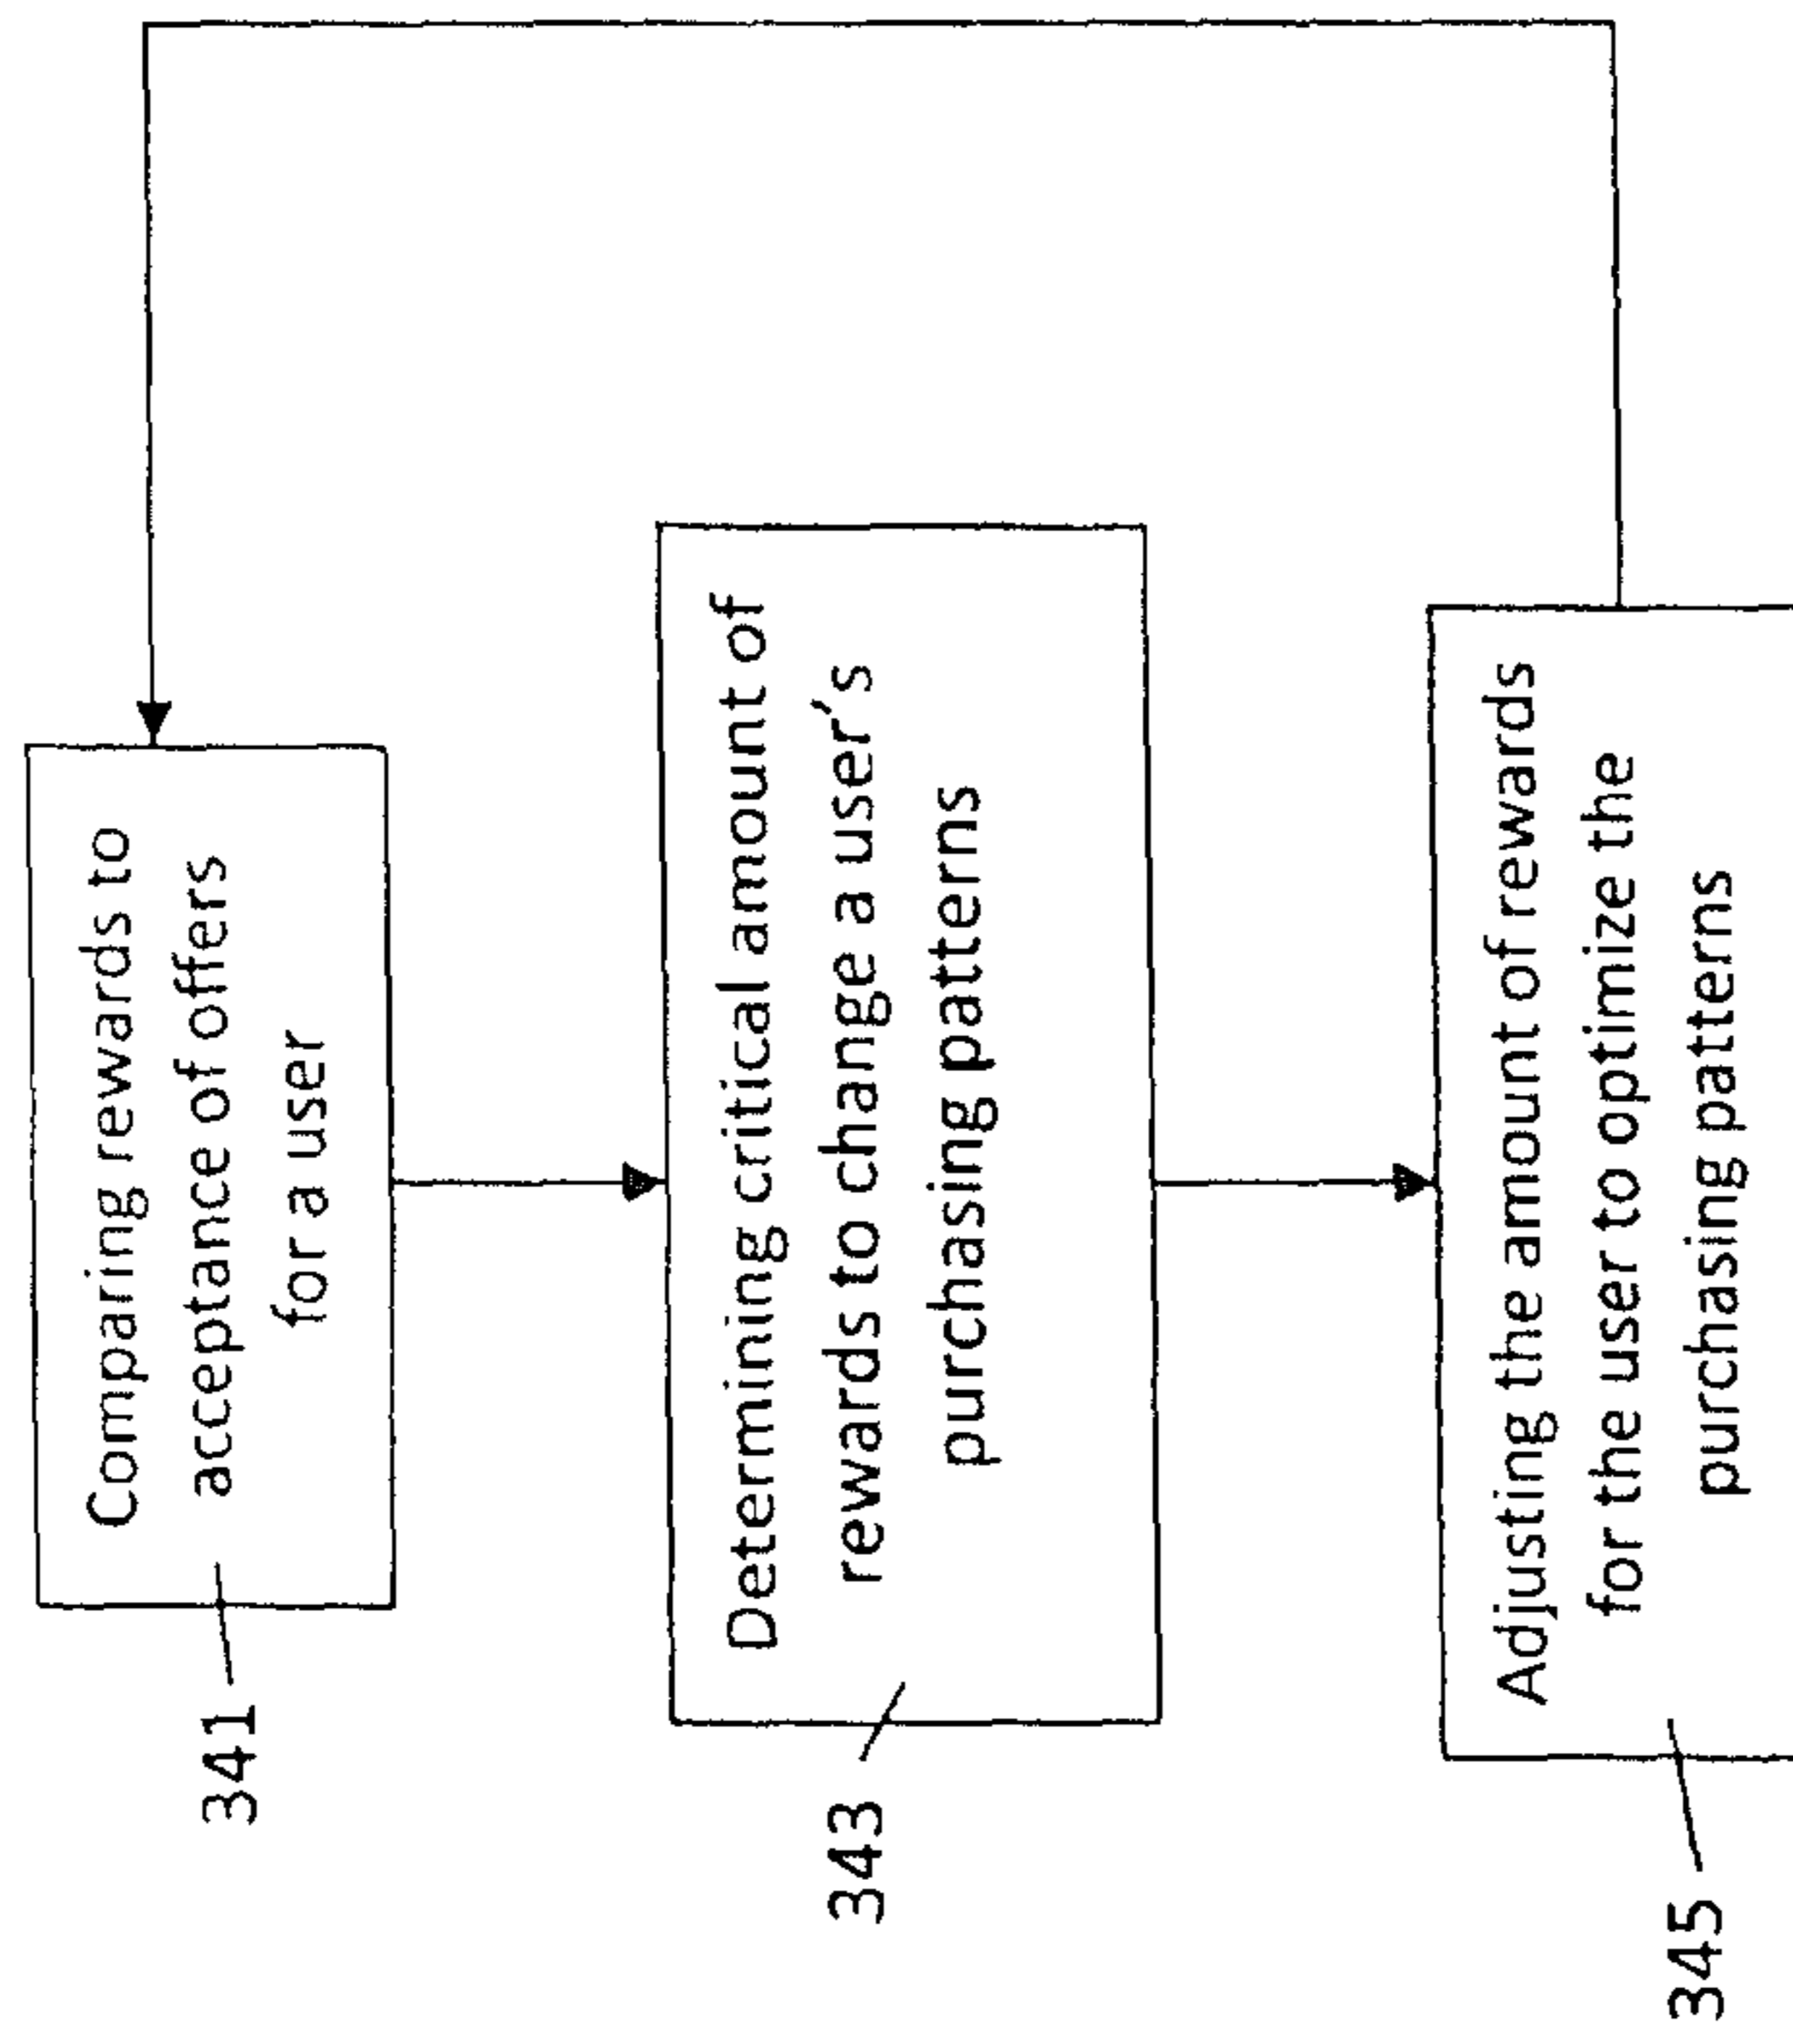 Comparing rewards to
acceptance of offers
for a user
341
Determining critical amount of
rewards to change a user's
purchasing patterns
343
Adjusting the amount of rewards
for the user to optimize the
purchasing patterns
345